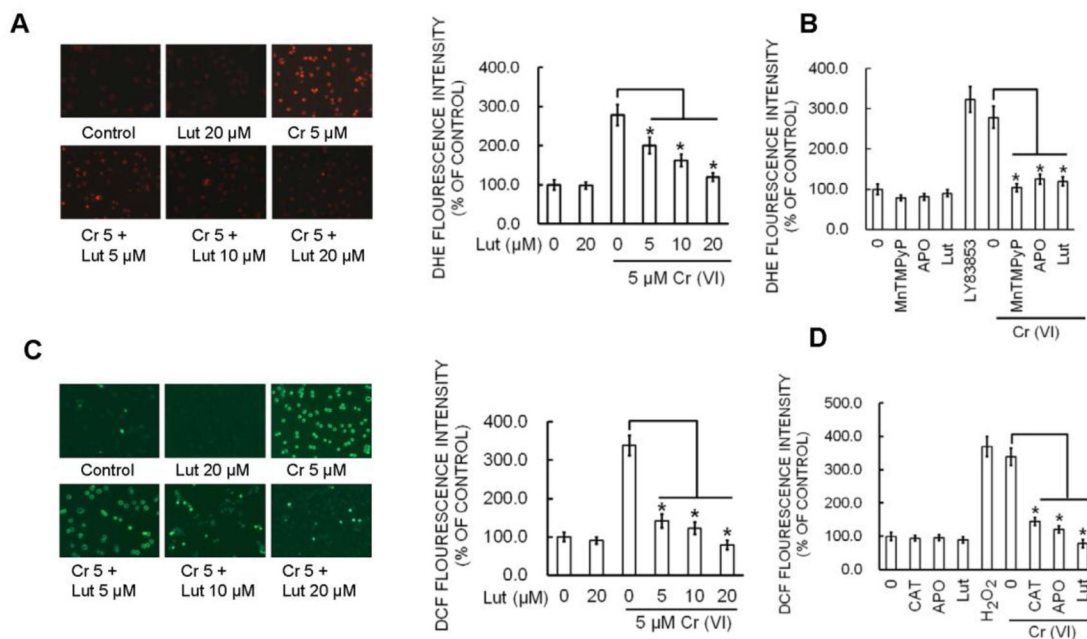 A
Control
Lut 20 µM
Cr 5 µM
Cr 5 +
Lut 5 µM
Cr 5 +
Lut 10 µM
Cr 5 +
Lut 20 µM
DHE FLOURESCENCE INTENSITY
(% OF CONTROL)
400.0
300.0
200.0
100.0
0.0
* * *
Lut (µM) 0 20 0 5 10 20
5 µM Cr (VI)
B
DHE FLOURESCENCE INTENSITY
(% OF CONTROL)
400.0
300.0
200.0
100.0
0.0
* * *
0 MnTMPyP APO Lut LY83853 0 MnTMPyP APO Lut
Cr (VI)
C
Control
Lut 20 µM
Cr 5 µM
Cr 5 +
Lut 5 µM
Cr 5 +
Lut 10 µM
Cr 5 +
Lut 20 µM
DCF FLOURESCENCE INTENSITY
(% OF CONTROL)
400.0
300.0
200.0
100.0
0.0
* * *
Lut (µM) 0 20 0 5 10 20
5 µM Cr (VI)
D
DCF FLOURESCENCE INTENSITY
(% OF CONTROL)
500.0
400.0
300.0
200.0
100.0
0.0
* * *
0 CAT APO Lut H₂O₂ 0 CAT APO Lut
Cr (VI)